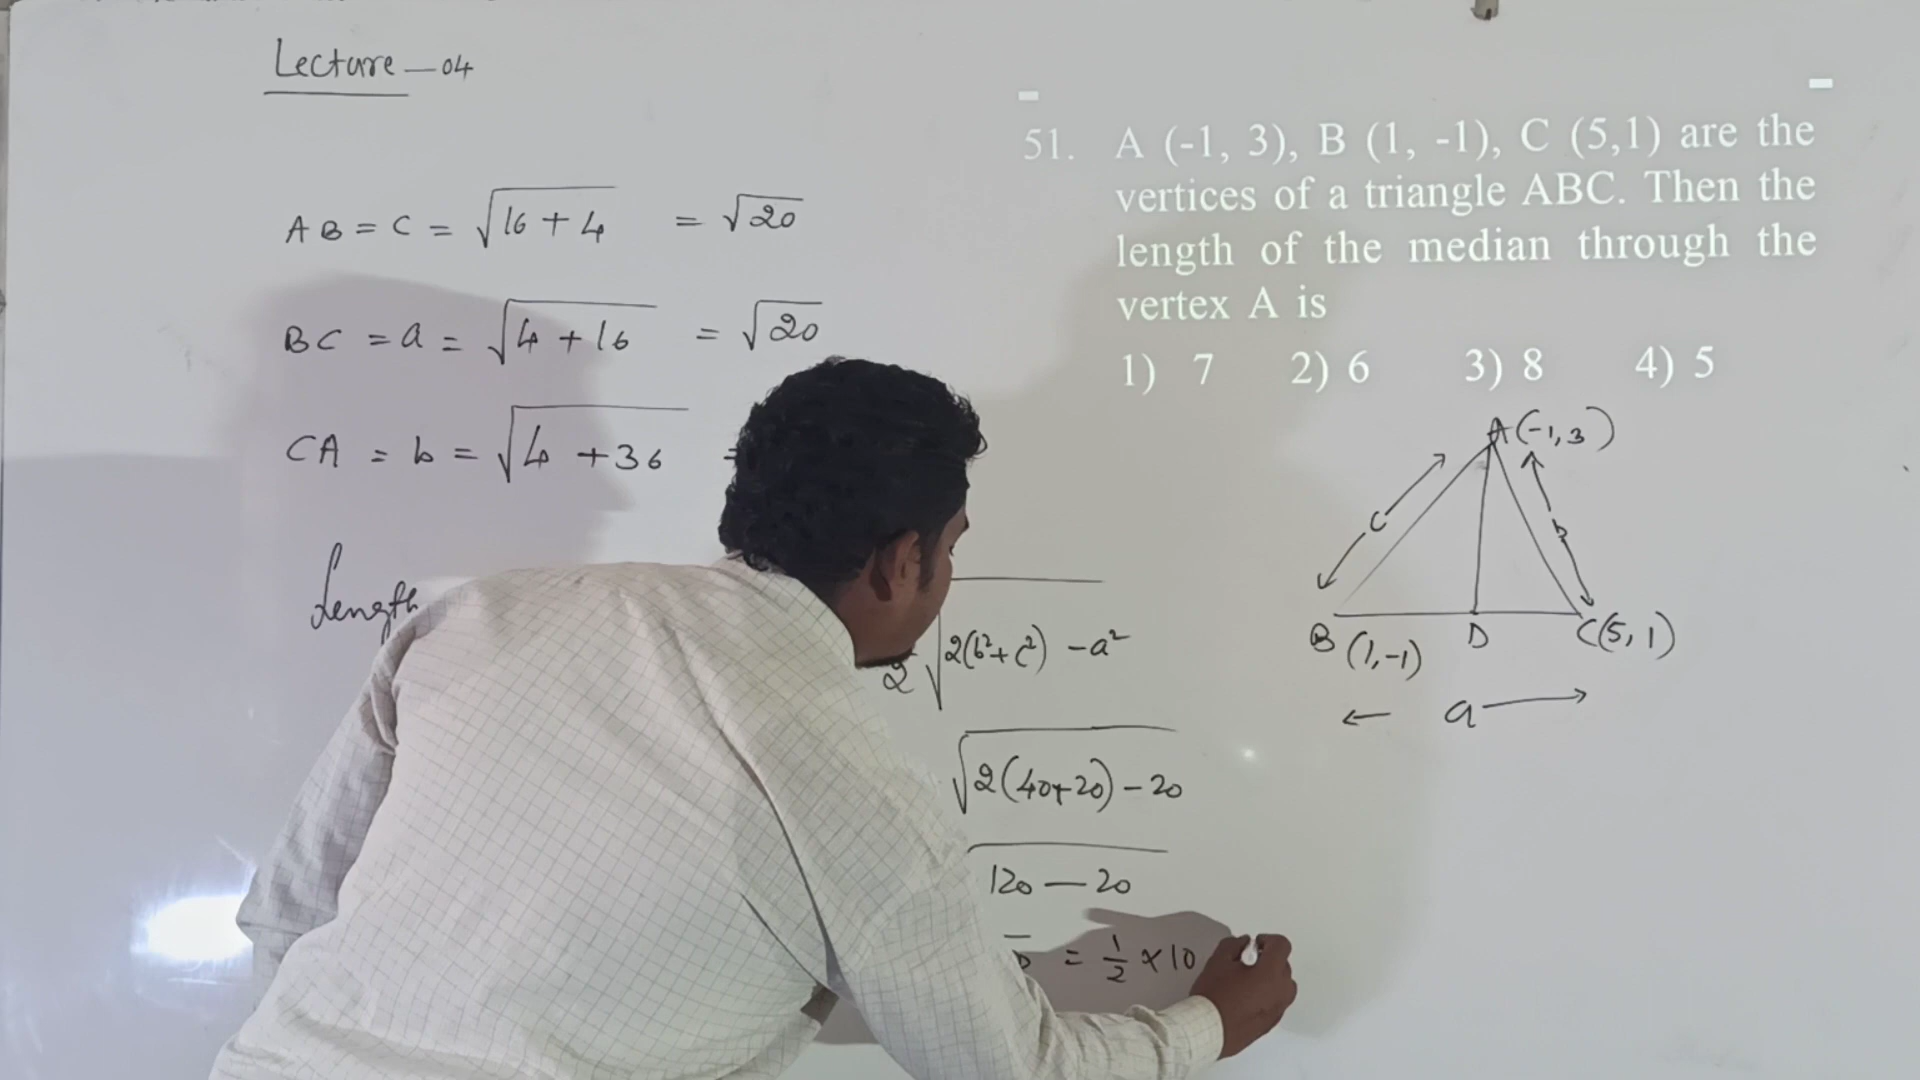 Lecture — 04
AB = c = √16 + 4 = √20
BC = a = √4 + 16 = √20
CA = b = √4 + 36 =
Length
2 √2(b²+c²) - a²
√2(40+20) - 20
120 — 20
= 1/2 × 10
51. A (-1, 3), B (1, -1), C (5,1) are the
vertices of a triangle ABC. Then the
length of the median through the
vertex A is
1) 7 2) 6 3) 8 4) 5
A(-1,3)
c b
B (1,-1) D C(5, 1)
a